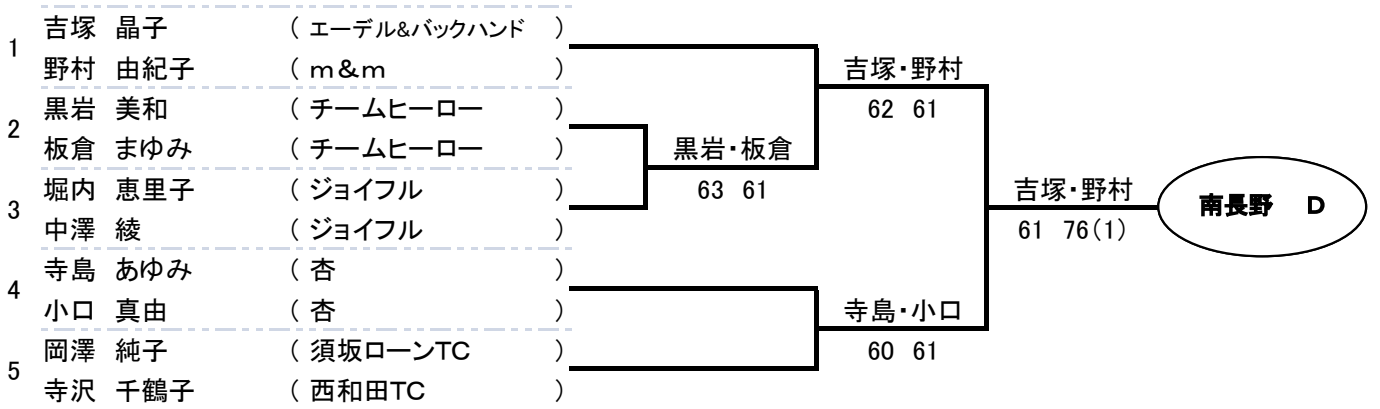 1
吉塚 晶子 ( エーデル&バックハンド )
野村 由紀子 ( m&m )
2
黒岩 美和 ( チームヒーロー )
板倉 まゆみ ( チームヒーロー )
3
堀内 恵里子 ( ジョイフル )
中澤 綾 ( ジョイフル )
4
寺島 あゆみ ( 杏 )
小口 真由 ( 杏 )
5
岡澤 純子 ( 須坂ローンTC )
寺沢 千鶴子 ( 西和田TC )
黒岩・板倉
63 61
吉塚・野村
62 61
寺島・小口
60 61
吉塚・野村
61 76(1)
南長野 D